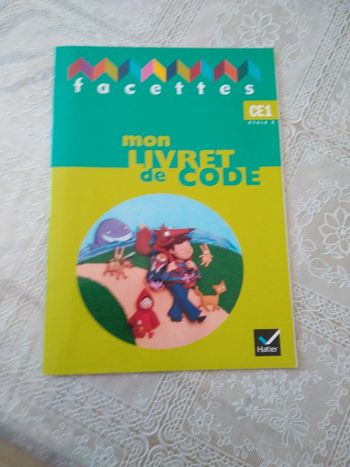 facettes
CE1
CYCLE 2
mon
LIVRET
de CODE
Hatier